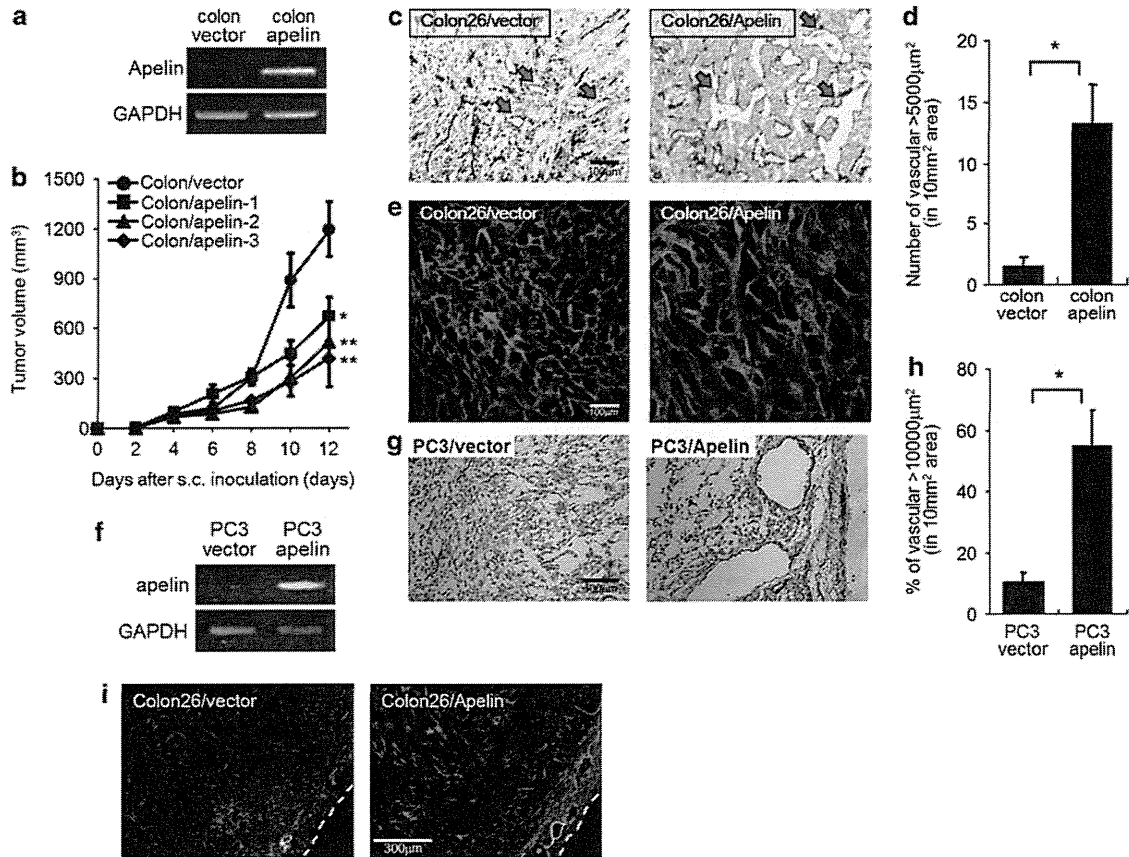 a
colon vector
colon apelin
Apelin
GAPDH
b
Tumor volume (mm³)
1500
1200
900
600
300
0
Colon/vector
Colon/apelin-1
Colon/apelin-2
Colon/apelin-3
*
**
**
0 2 4 6 8 10 12
Days after s.c. inoculation (days)
c
Colon26/vector
100μm
Colon26/Apelin
d
Number of vascular >5000μm²
(in 10mm² area)
20
15
10
5
0
*
colon vector
colon apelin
e
Colon26/vector
100μm
Colon26/Apelin
f
PC3 vector
PC3 apelin
apelin
GAPDH
g
PC3/vector
100μm
PC3/Apelin
h
% of vascular >10000μm²
(in 10mm² area)
80
60
40
20
0
*
PC3 vector
PC3 apelin
i
Colon26/vector
Colon26/Apelin
300μm